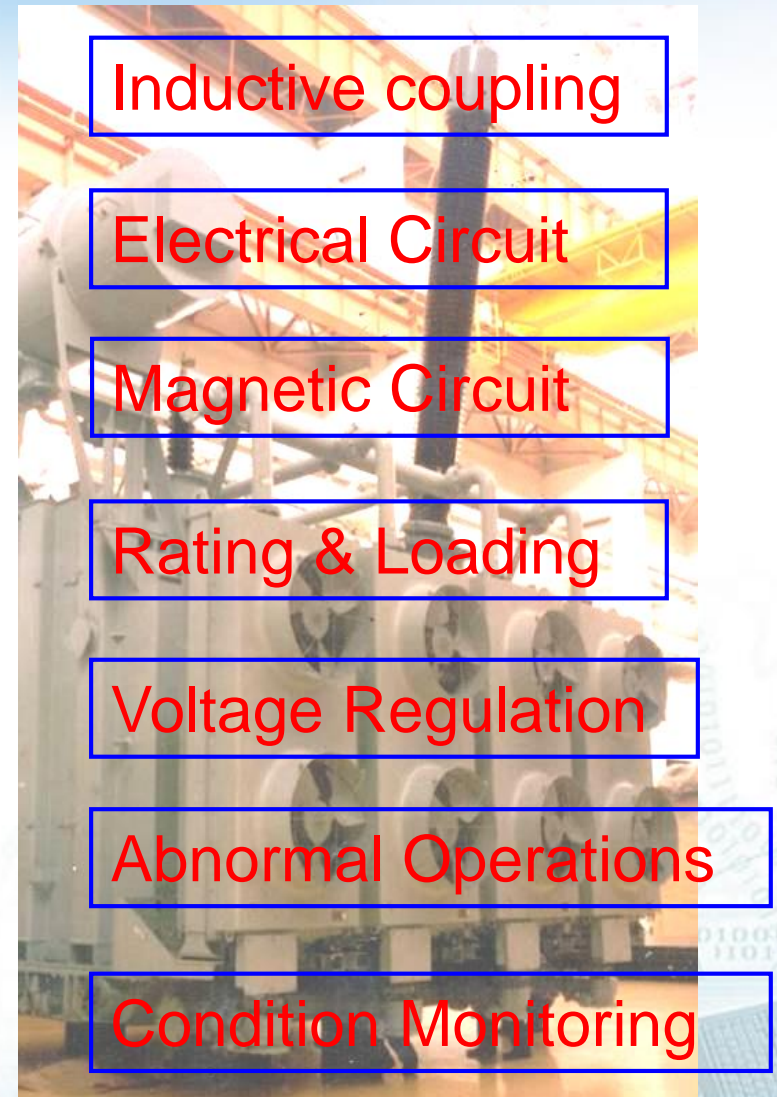 Inductive coupling
Electrical Circuit
Magnetic Circuit
Rating & Loading
Voltage Regulation
Abnormal Operations
Condition Monitoring